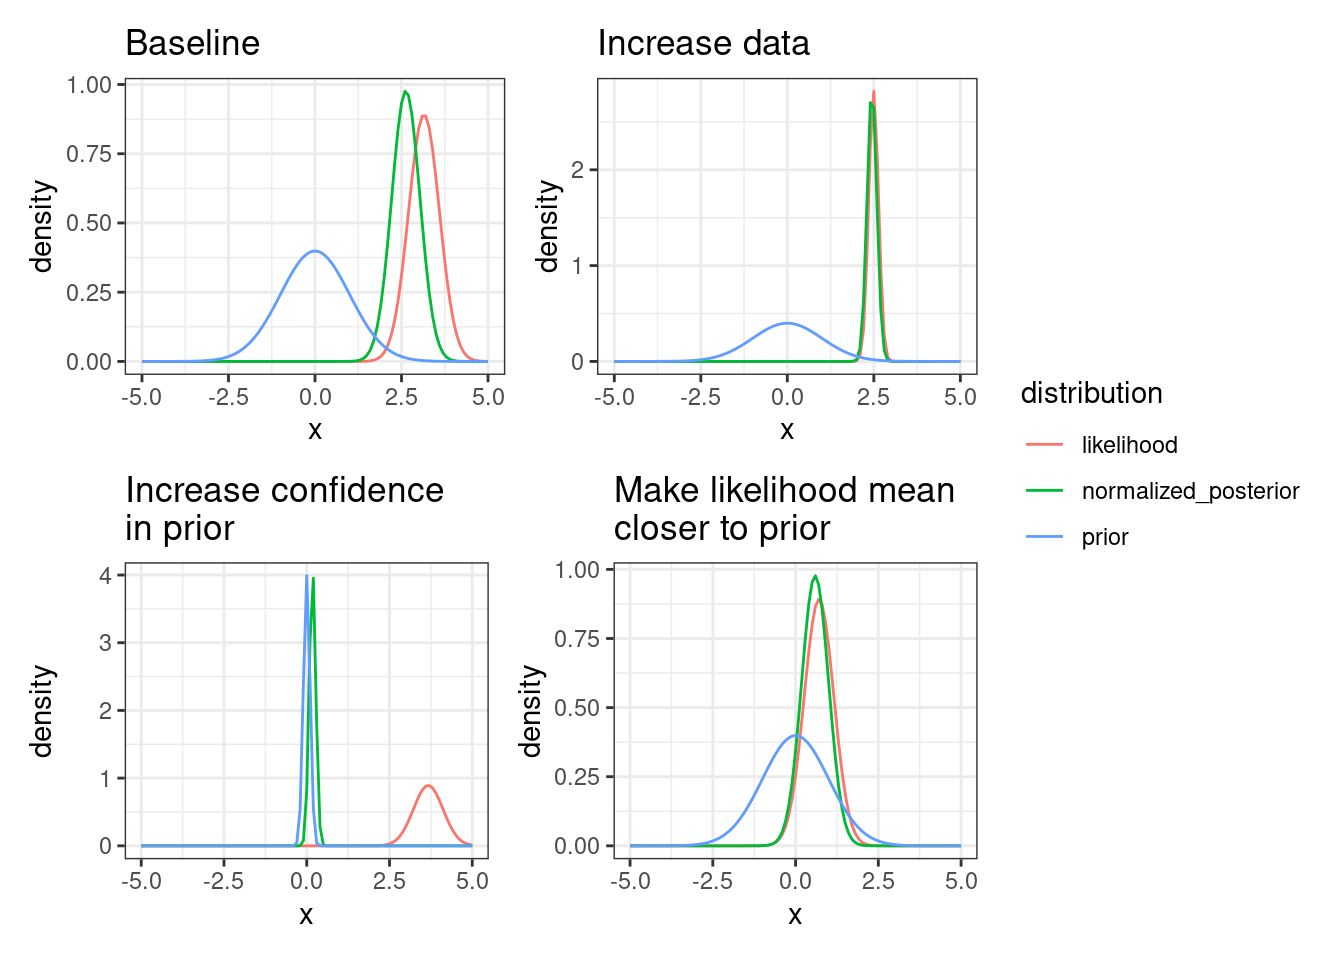 Baseline
1.00
0.75
0.50
0.25
0.00
density
-5.0 -2.5 0.0 2.5 5.0
x
Increase data
2
1
0
density
-5.0 -2.5 0.0 2.5 5.0
x
Increase confidence
in prior
4
3
2
1
0
density
-5.0 -2.5 0.0 2.5 5.0
x
Make likelihood mean
closer to prior
1.00
0.75
0.50
0.25
0.00
density
-5.0 -2.5 0.0 2.5 5.0
x
distribution
likelihood
normalized_posterior
prior